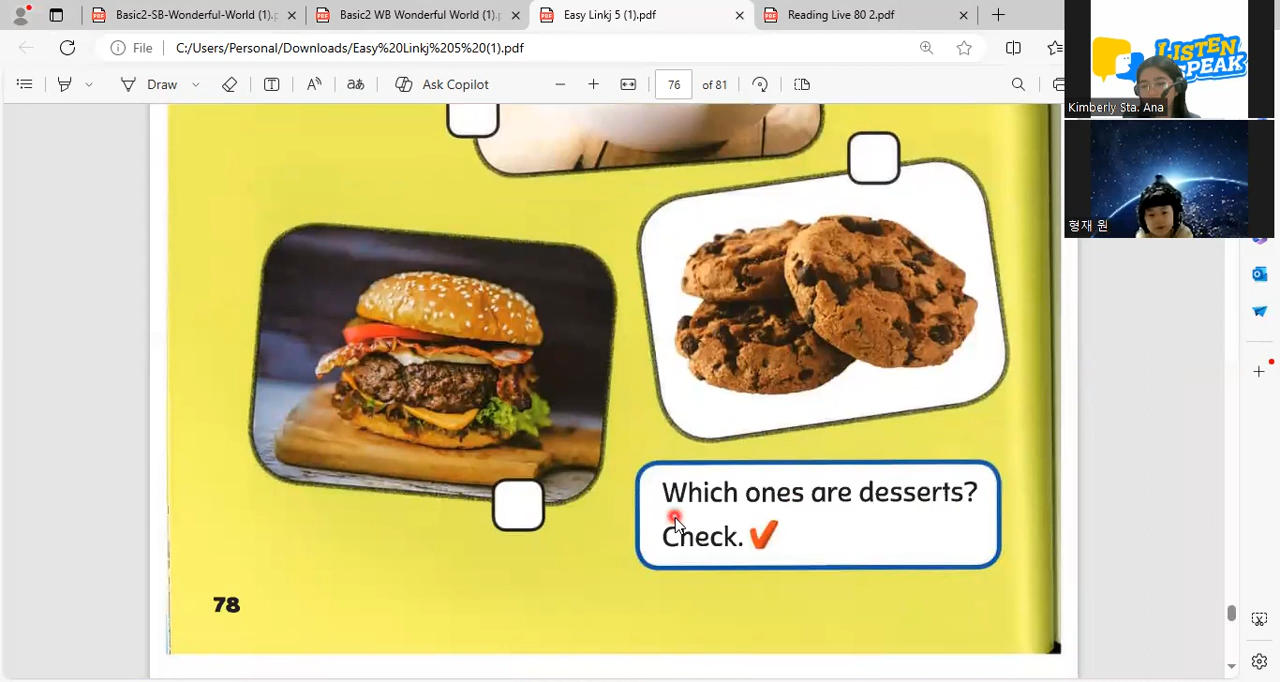 Basic2-SB-Wonderful-World (1).p
Basic2 WB Wonderful World (1).p
Easy Linkj 5 (1).pdf
Reading Live 80 2.pdf
File
C:/Users/Personal/Downloads/Easy%20Linkj%205%20(1).pdf
Draw
Ask Copilot
76 of 81
LISTEN
SPEAK
Kimberly Sta. Ana
형재 원
Which ones are desserts?
Check.
78